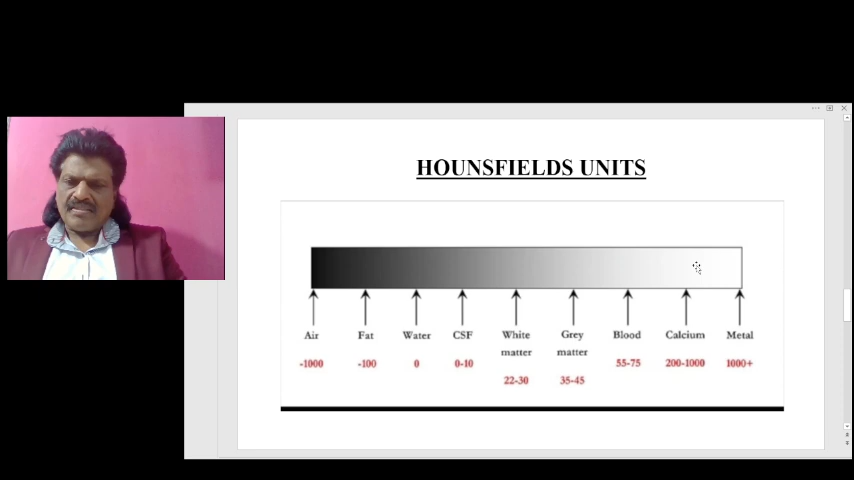 HOUNSFIELDS UNITS
Air Fat Water CSF White matter Grey matter Blood Calcium Metal
-1000 -100 0 0-10 22-30 35-45 55-75 200-1000 1000+